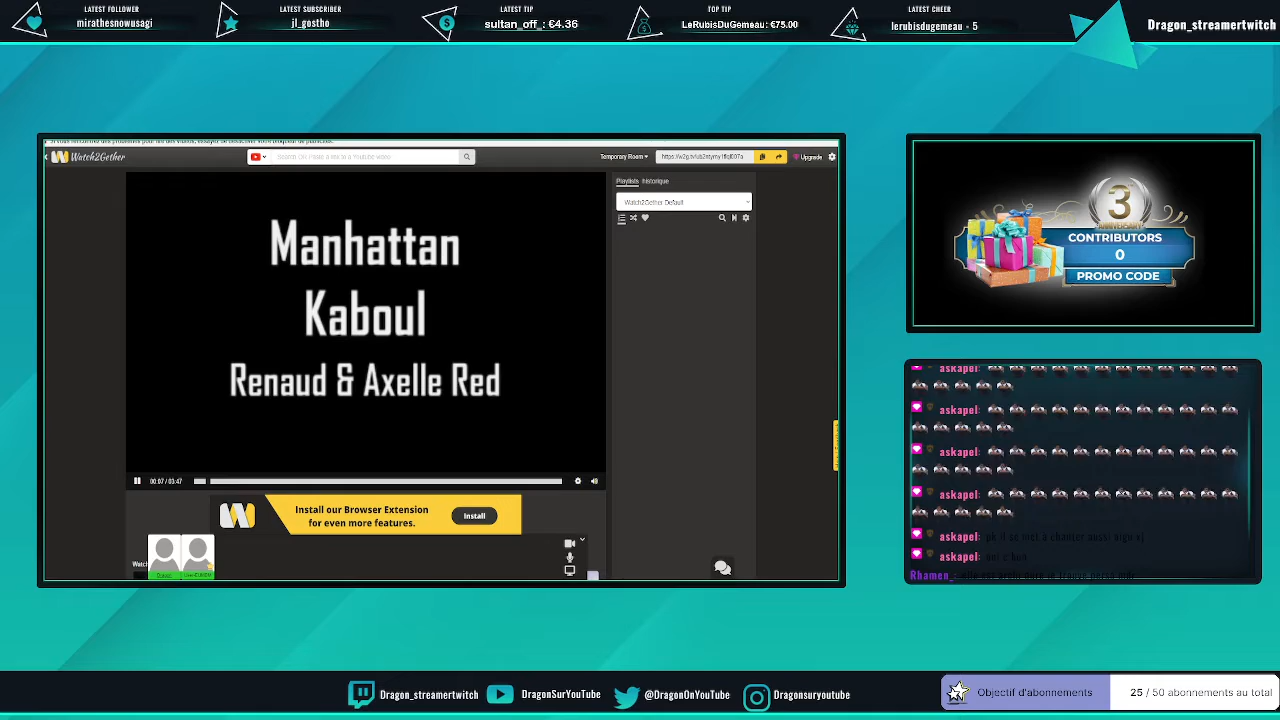 LATEST FOLLOWER
mirathesnowusagi
LATEST SUBSCRIBER
jl_gostho
LATEST TIP
sultan_off_: €4.36
TOP TIP
LeRubisDuGemeau: €75.00
LATEST CHEER
lerubisdugemeau - 5
Dragon_streamertwitch
Watch2Gether
Temporary Room
Upgrade
Playlists historique
Watch2Gether Default
Manhattan
Kaboul
Renaud & Axelle Red
00:07 / 03:47
Install our Browser Extension
for even more features.
Install
3
ANNIVERSARY
CONTRIBUTORS
0
PROMO CODE
askapel:
askapel:
askapel:
askapel:
askapel:
askapel:
Rhamen_:
Dragon_streamertwitch
DragonSurYouTube
@DragonOnYouTube
Dragonsuryoutube
Objectif d'abonnements
25 / 50 abonnements au total